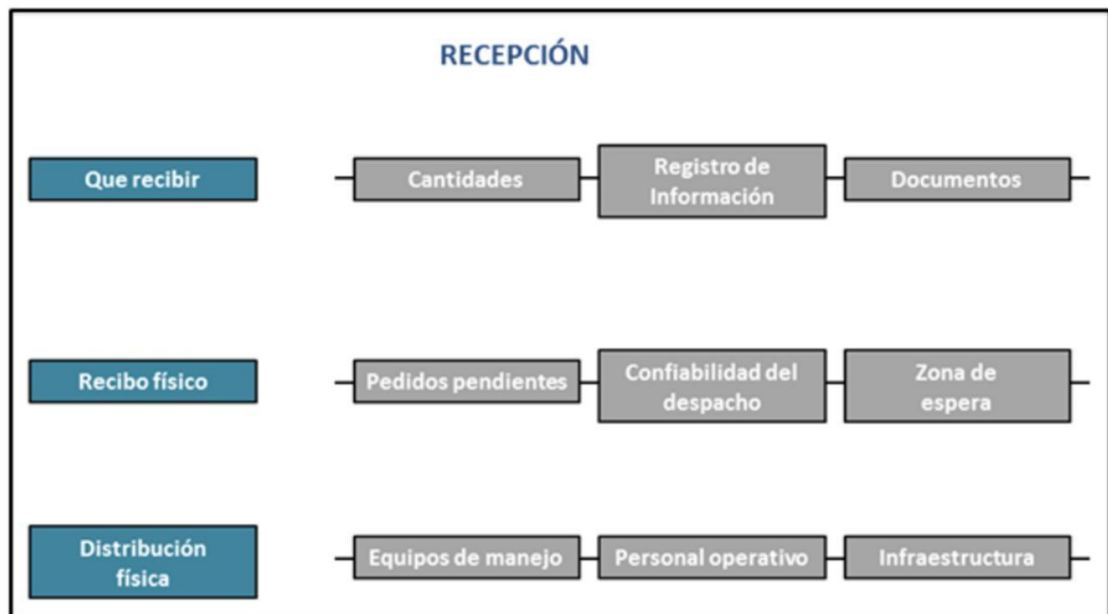 RECEPCIÓN
Que recibir
Cantidades
Registro de
Información
Documentos
Recibo físico
Pedidos pendientes
Confiabilidad del
despacho
Zona de
espera
Distribución
física
Equipos de manejo
Personal operativo
Infraestructura